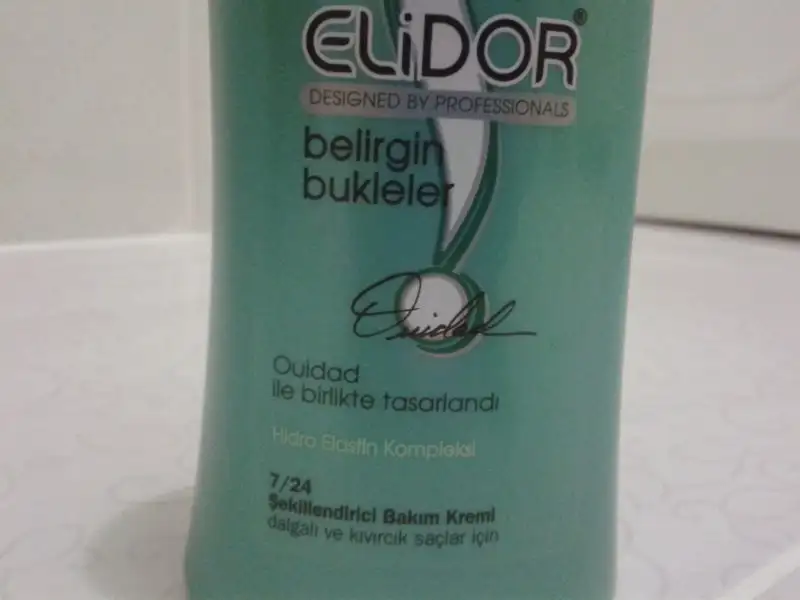 ELiDOR®
DESIGNED BY PROFESSIONALS
belirgin
bukleler
Ouidad
Ouidad
ile birlikte tasarlandı
Hidro Elastin Kompleksi
7/24
Şekillendirici Bakım Kremi
dalgalı ve kıvırcık saçlar için